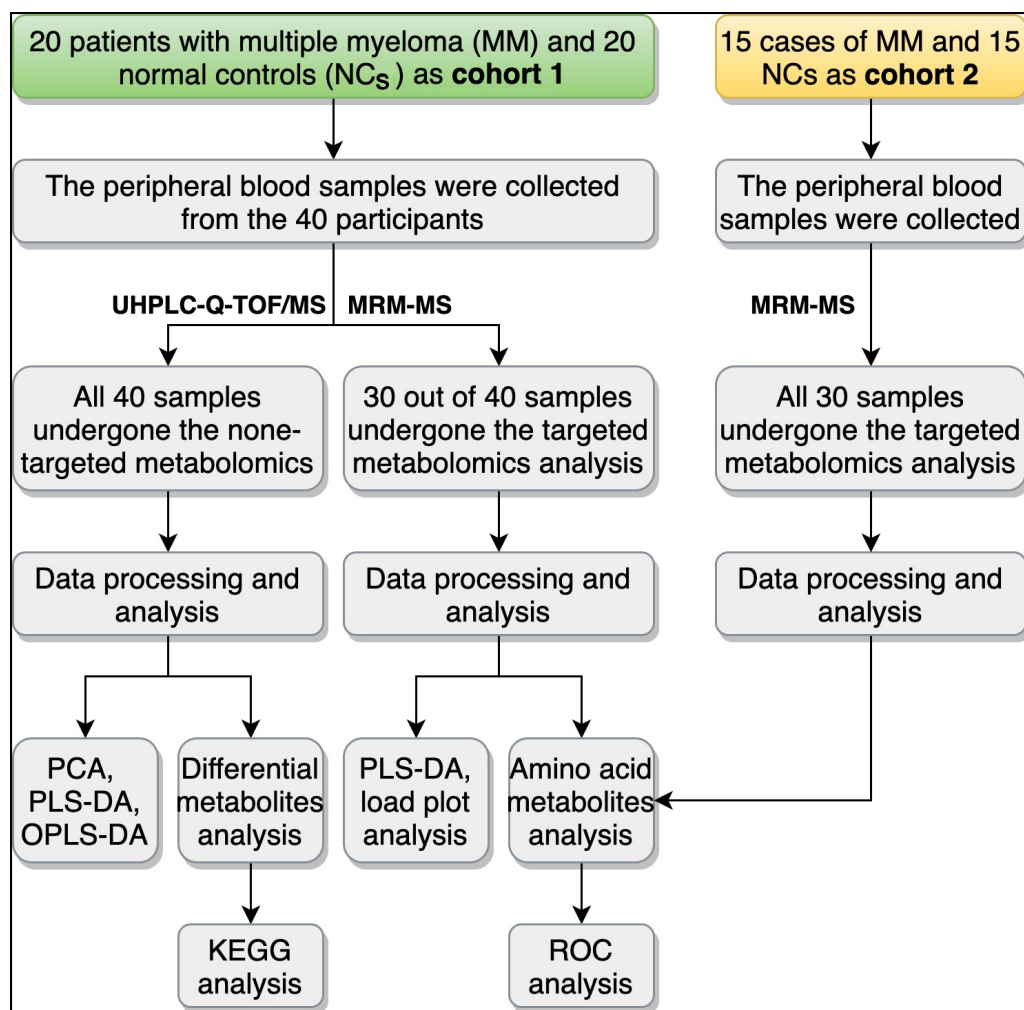 20 patients with multiple myeloma (MM) and 20
normal controls (NCs) as cohort 1
15 cases of MM and 15
NCs as cohort 2
The peripheral blood samples were collected
from the 40 participants
The peripheral blood
samples were collected
UHPLC-Q-TOF/MS
MRM-MS
MRM-MS
All 40 samples
undergone the none-
targeted metabolomics
30 out of 40 samples
undergone the targeted
metabolomics analysis
All 30 samples
undergone the targeted
metabolomics analysis
Data processing and
analysis
Data processing and
analysis
Data processing and
analysis
PCA,
PLS-DA,
OPLS-DA
Differential
metabolites
analysis
PLS-DA,
load plot
analysis
Amino acid
metabolites
analysis
KEGG
analysis
ROC
analysis